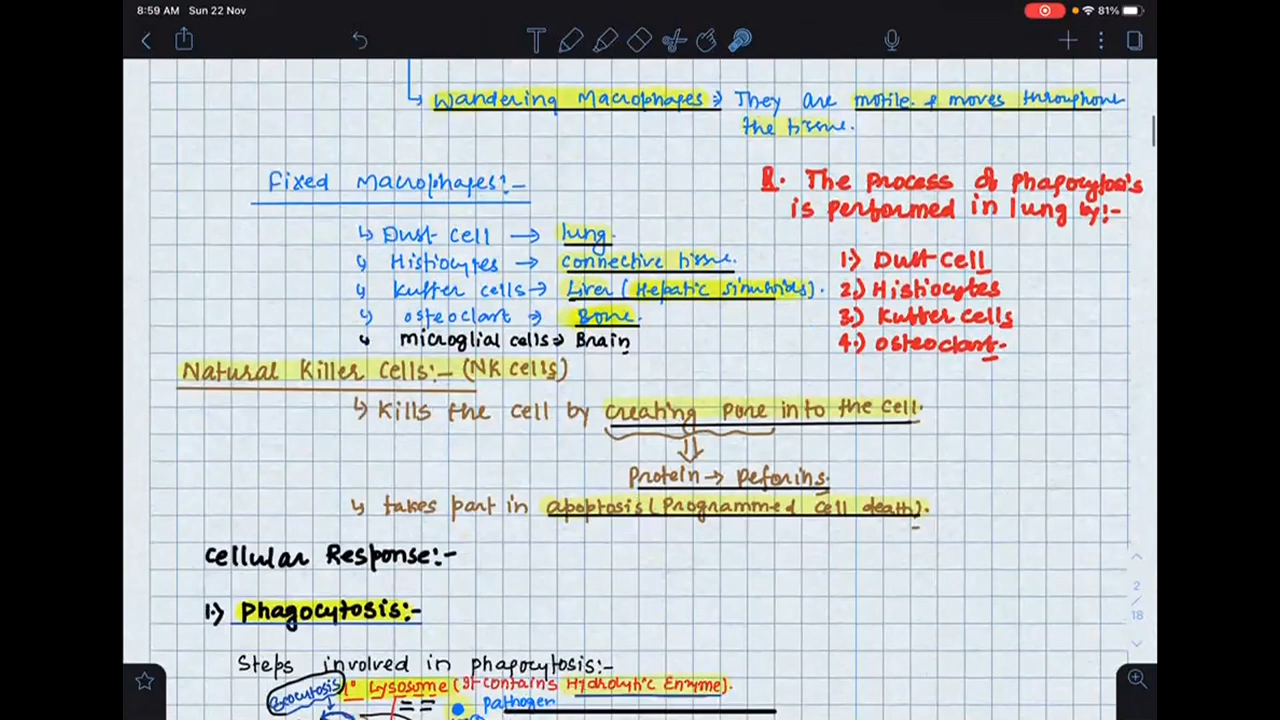 8:59 AM Sun 22 Nov
81%
Wandering Macrophages ⇒ They are motile & moves throughout
the tissue.
Fixed Macrophages:-
↳ Dust cell → lung.
↳ Histiocytes → connective tissue.
↳ Kuffer cells → Liver (Hepatic sinusoids).
↳ osteoclast → Bone.
↳ microglial cells → Brain
Q. The process of phagocytosis
is performed in lung by:-
1.) Dust Cell
2.) Histiocytes
3.) Kuffer Cells
4.) Osteoclast.
Natural Killer Cells:- (NK cells)
↳ Kills the cell by creating pore into the cell.
Protein → peforins.
↳ takes part in apoptosis (Programmed cell death).
Cellular Response:-
1.) Phagocytosis:-
Steps involved in phagocytosis:-
1° Lysosome (It contains Hydrolytic Enzyme).
pathogen
2
/
18